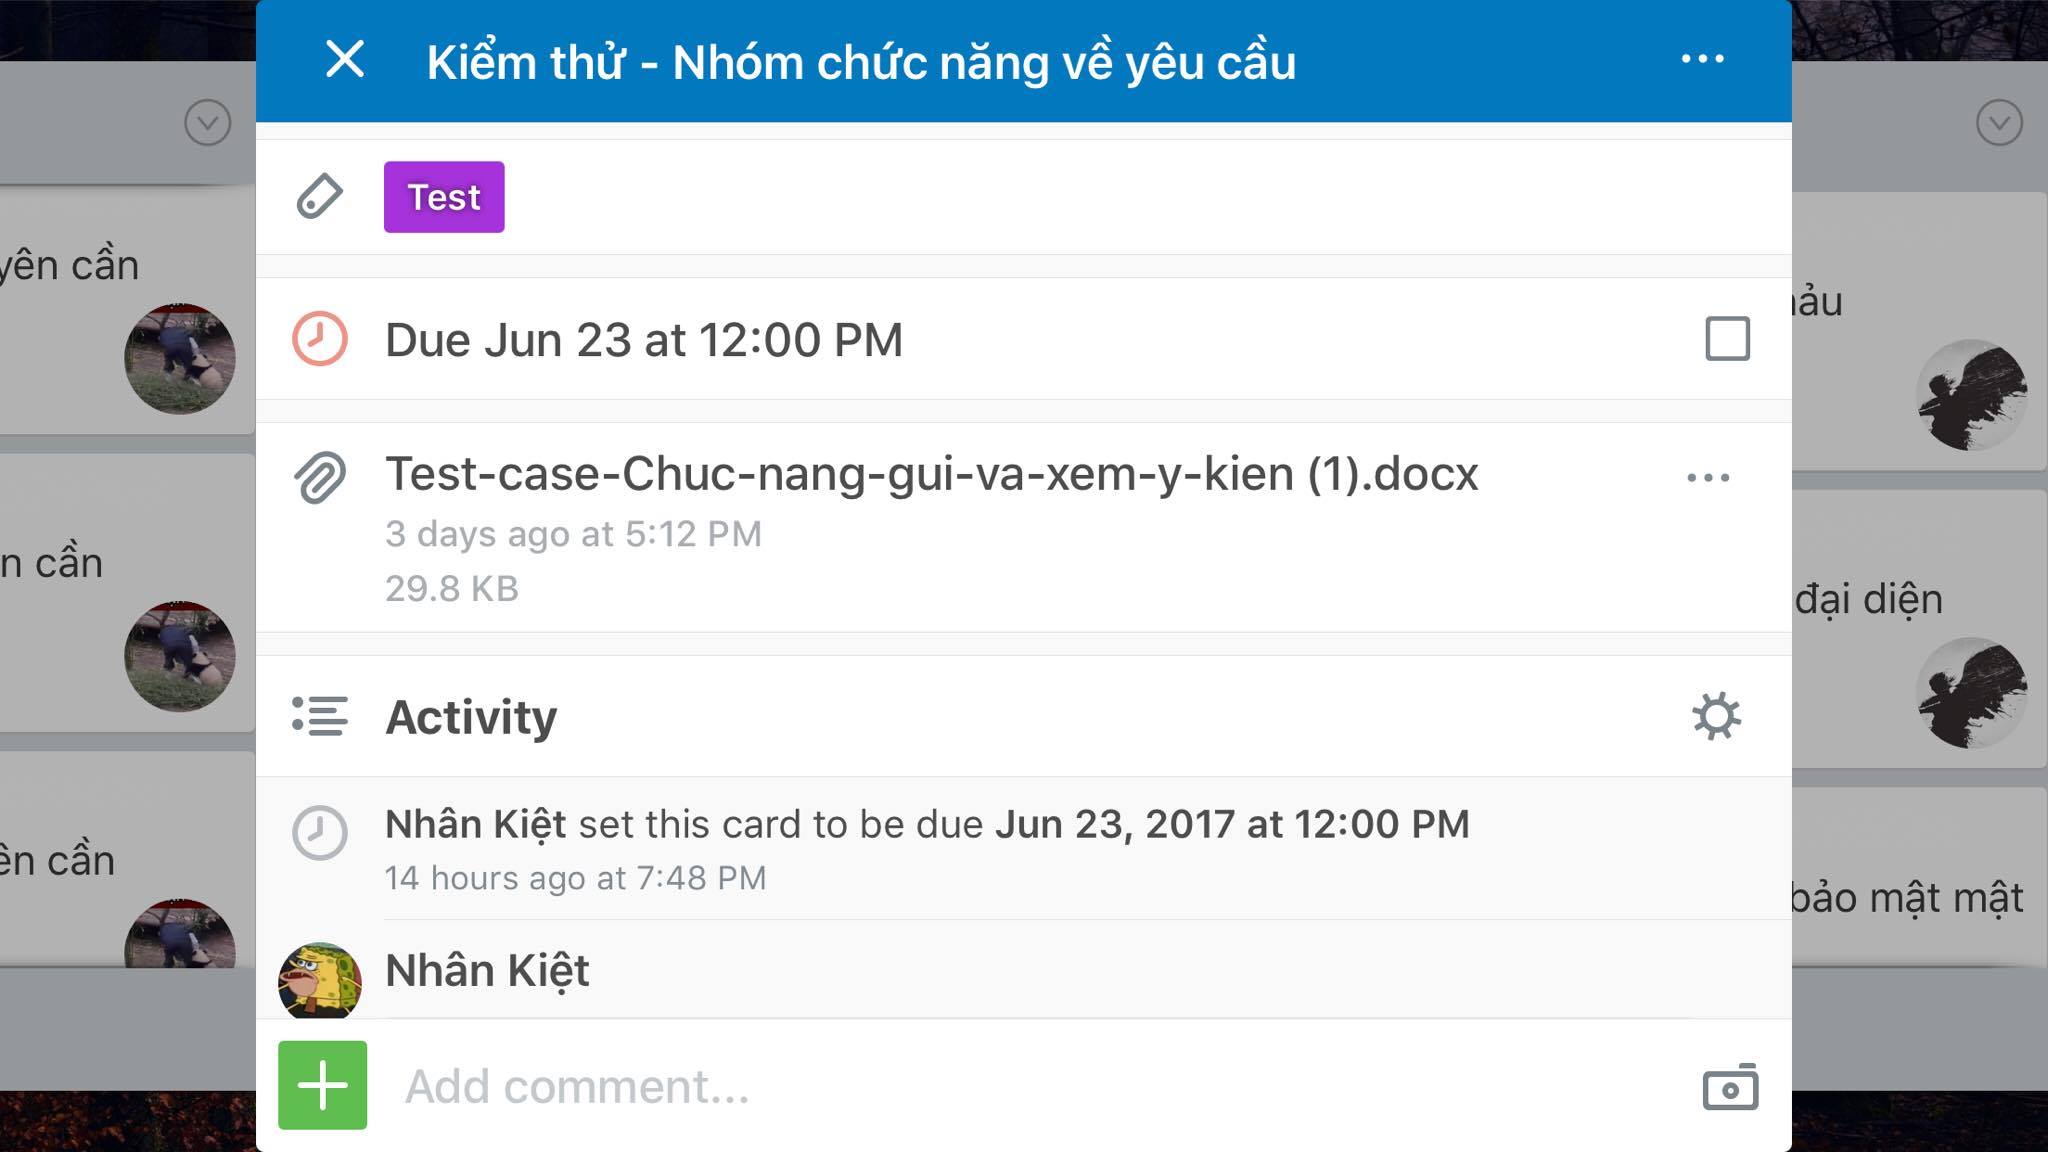 Kiểm thử - Nhóm chức năng về yêu cầu
Test
Due Jun 23 at 12:00 PM
Test-case-Chuc-nang-gui-va-xem-y-kien (1).docx
3 days ago at 5:12 PM
29.8 KB
Activity
Nhân Kiệt set this card to be due Jun 23, 2017 at 12:00 PM
14 hours ago at 7:48 PM
Nhân Kiệt
Add comment...
cần
cần
cần
đại diện
bảo mật mật